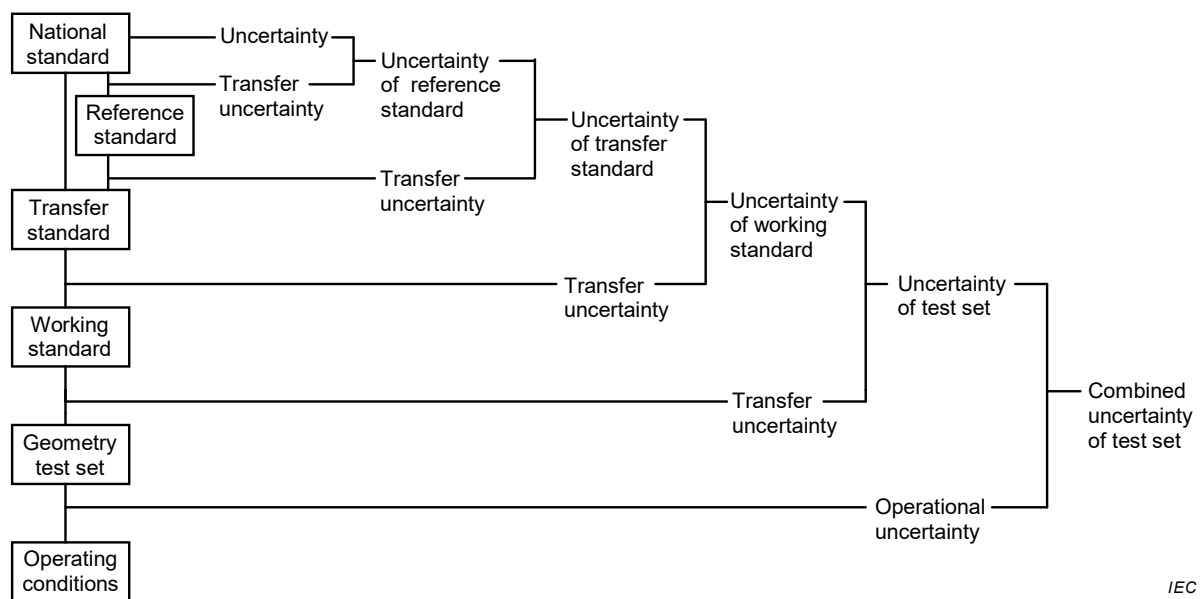 National
standard
Uncertainty
Uncertainty
of reference
standard
Transfer
uncertainty
Reference
standard
Uncertainty
of transfer
standard
Transfer
uncertainty
Transfer
standard
Uncertainty
of working
standard
Transfer
uncertainty
Uncertainty
of test set
Working
standard
Transfer
uncertainty
Combined
uncertainty
of test set
Geometry
test set
Operational
uncertainty
Operating
conditions
IEC